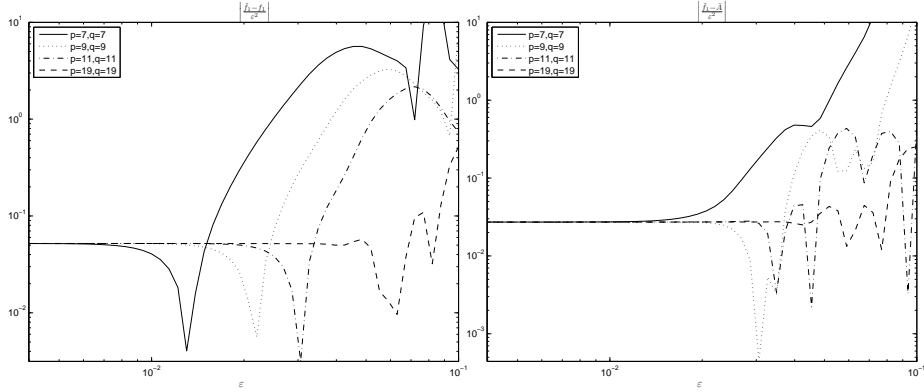 |f̃₁−f₁ / ε²|
10¹
p=7,q=7
p=9,q=9
p=11,q=11
p=19,q=19
10⁰
10⁻¹
10⁻²
10⁻² 10⁻¹
ε
|f̃₁−Ã / ε²|
10¹
p=7,q=7
p=9,q=9
p=11,q=11
p=19,q=19
10⁰
10⁻¹
10⁻²
10⁻³
10⁻² 10⁻¹
ε